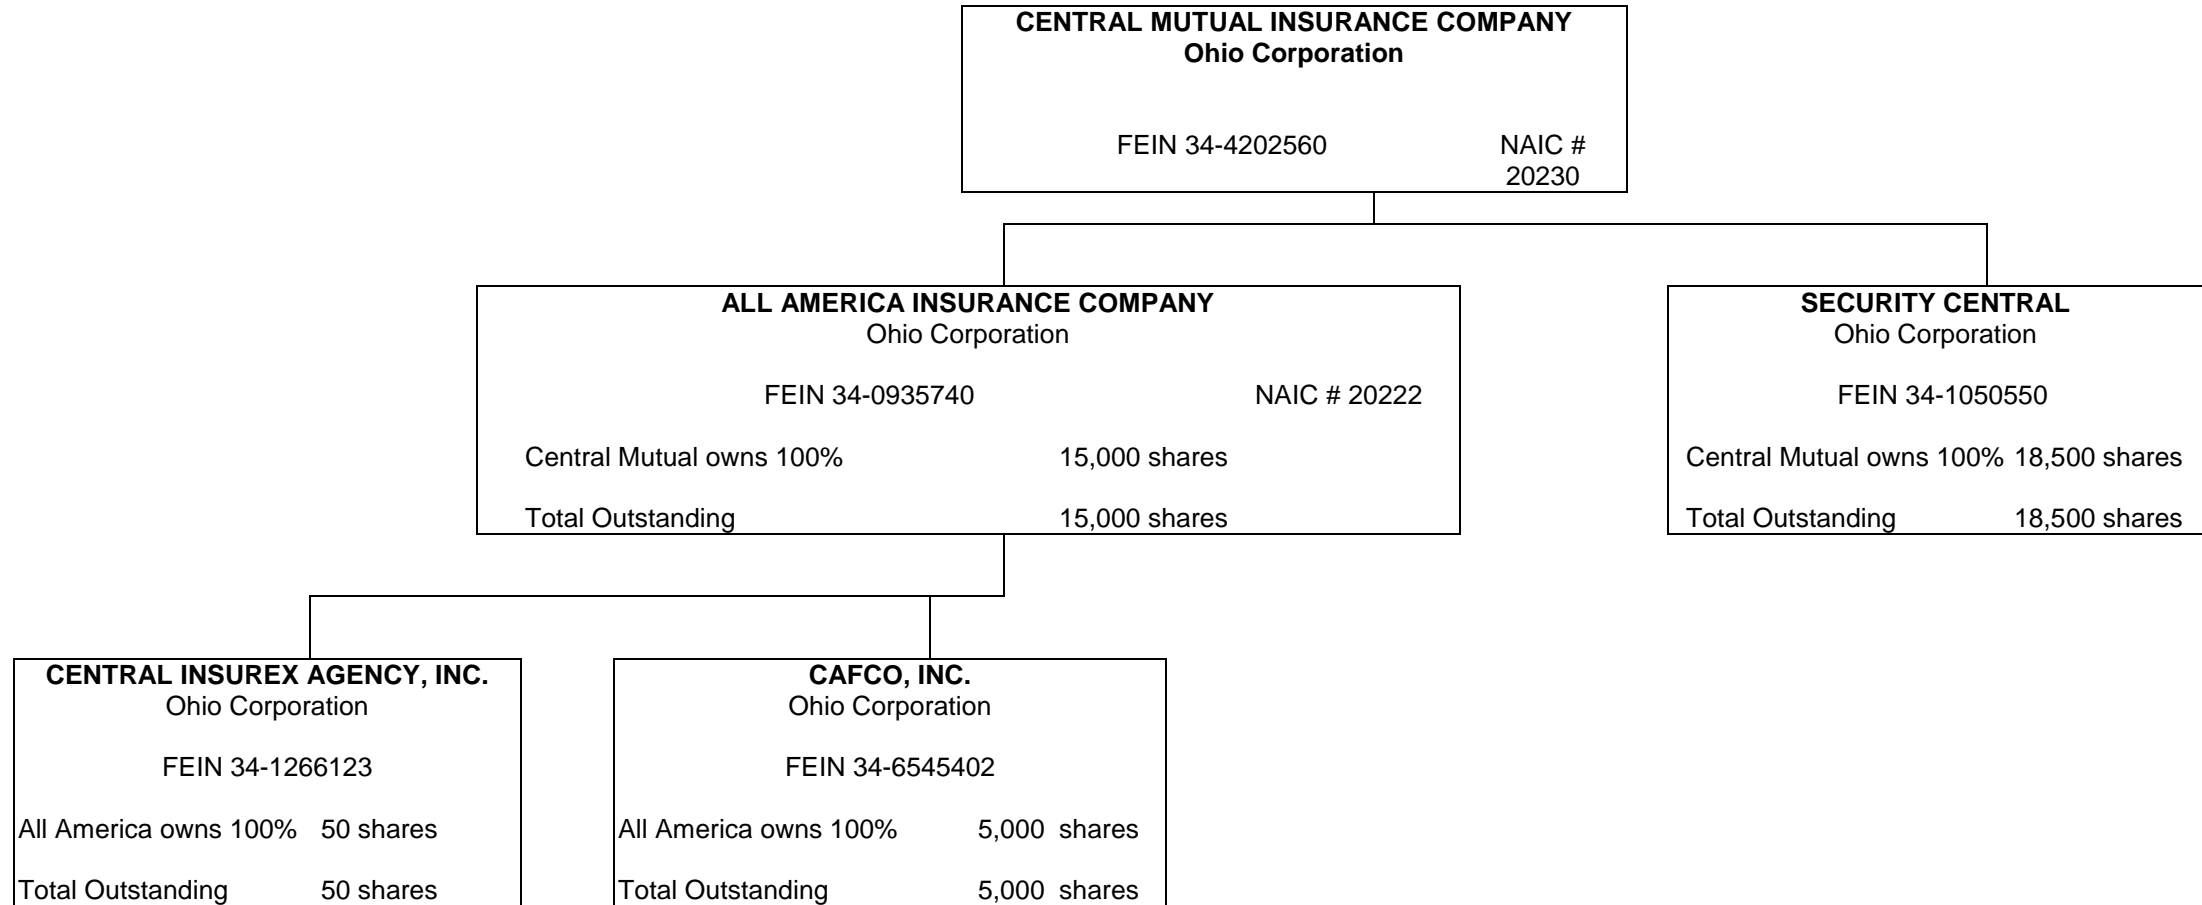 CENTRAL MUTUAL INSURANCE COMPANY
Ohio Corporation
FEIN 34-4202560 NAIC #
20230
ALL AMERICA INSURANCE COMPANY
Ohio Corporation
FEIN 34-0935740 NAIC # 20222
Central Mutual owns 100% 15,000 shares
Total Outstanding 15,000 shares
SECURITY CENTRAL
Ohio Corporation
FEIN 34-1050550
Central Mutual owns 100% 18,500 shares
Total Outstanding 18,500 shares
CENTRAL INSUREX AGENCY, INC.
Ohio Corporation
FEIN 34-1266123
All America owns 100% 50 shares
Total Outstanding 50 shares
CAFCO, INC.
Ohio Corporation
FEIN 34-6545402
All America owns 100% 5,000 shares
Total Outstanding 5,000 shares